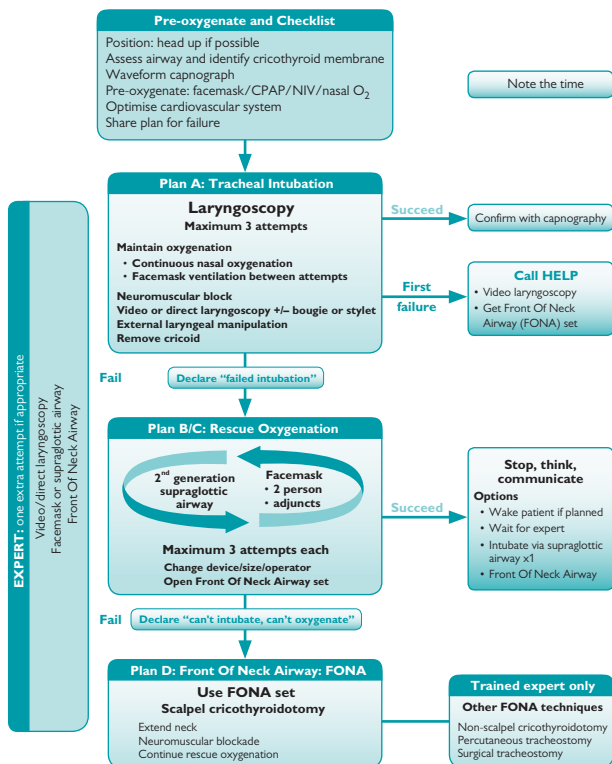 Pre-oxygenate and Checklist
Position: head up if possible
Assess airway and identify cricothyroid membrane
Waveform capnograph
Pre-oxygenate: facemask/CPAP/NIV/nasal O2
Optimise cardiovascular system
Share plan for failure
Note the time
Plan A: Tracheal Intubation
Laryngoscopy
Maximum 3 attempts
Maintain oxygenation
• Continuous nasal oxygenation
• Facemask ventilation between attempts
Neuromuscular block
Video or direct laryngoscopy +/– bougie or stylet
External laryngeal manipulation
Remove cricoid
Succeed
Confirm with capnography
First
failure
Call HELP
• Video laryngoscopy
• Get Front Of Neck
Airway (FONA) set
Fail
Declare “failed intubation”
EXPERT: one extra attempt if appropriate
Video/direct laryngoscopy
Facemask or supraglottic airway
Front Of Neck Airway
Plan B/C: Rescue Oxygenation
2nd generation
supraglottic
airway
Facemask
• 2 person
• adjuncts
Maximum 3 attempts each
Change device/size/operator
Open Front Of Neck Airway set
Succeed
Stop, think,
communicate
Options
• Wake patient if planned
• Wait for expert
• Intubate via supraglottic
airway x1
• Front Of Neck Airway
Fail
Declare “can't intubate, can't oxygenate”
Plan D: Front Of Neck Airway: FONA
Use FONA set
Scalpel cricothyroidotomy
Extend neck
Neuromuscular blockade
Continue rescue oxygenation
Trained expert only
Other FONA techniques
Non-scalpel cricothyroidotomy
Percutaneous tracheostomy
Surgical tracheostomy